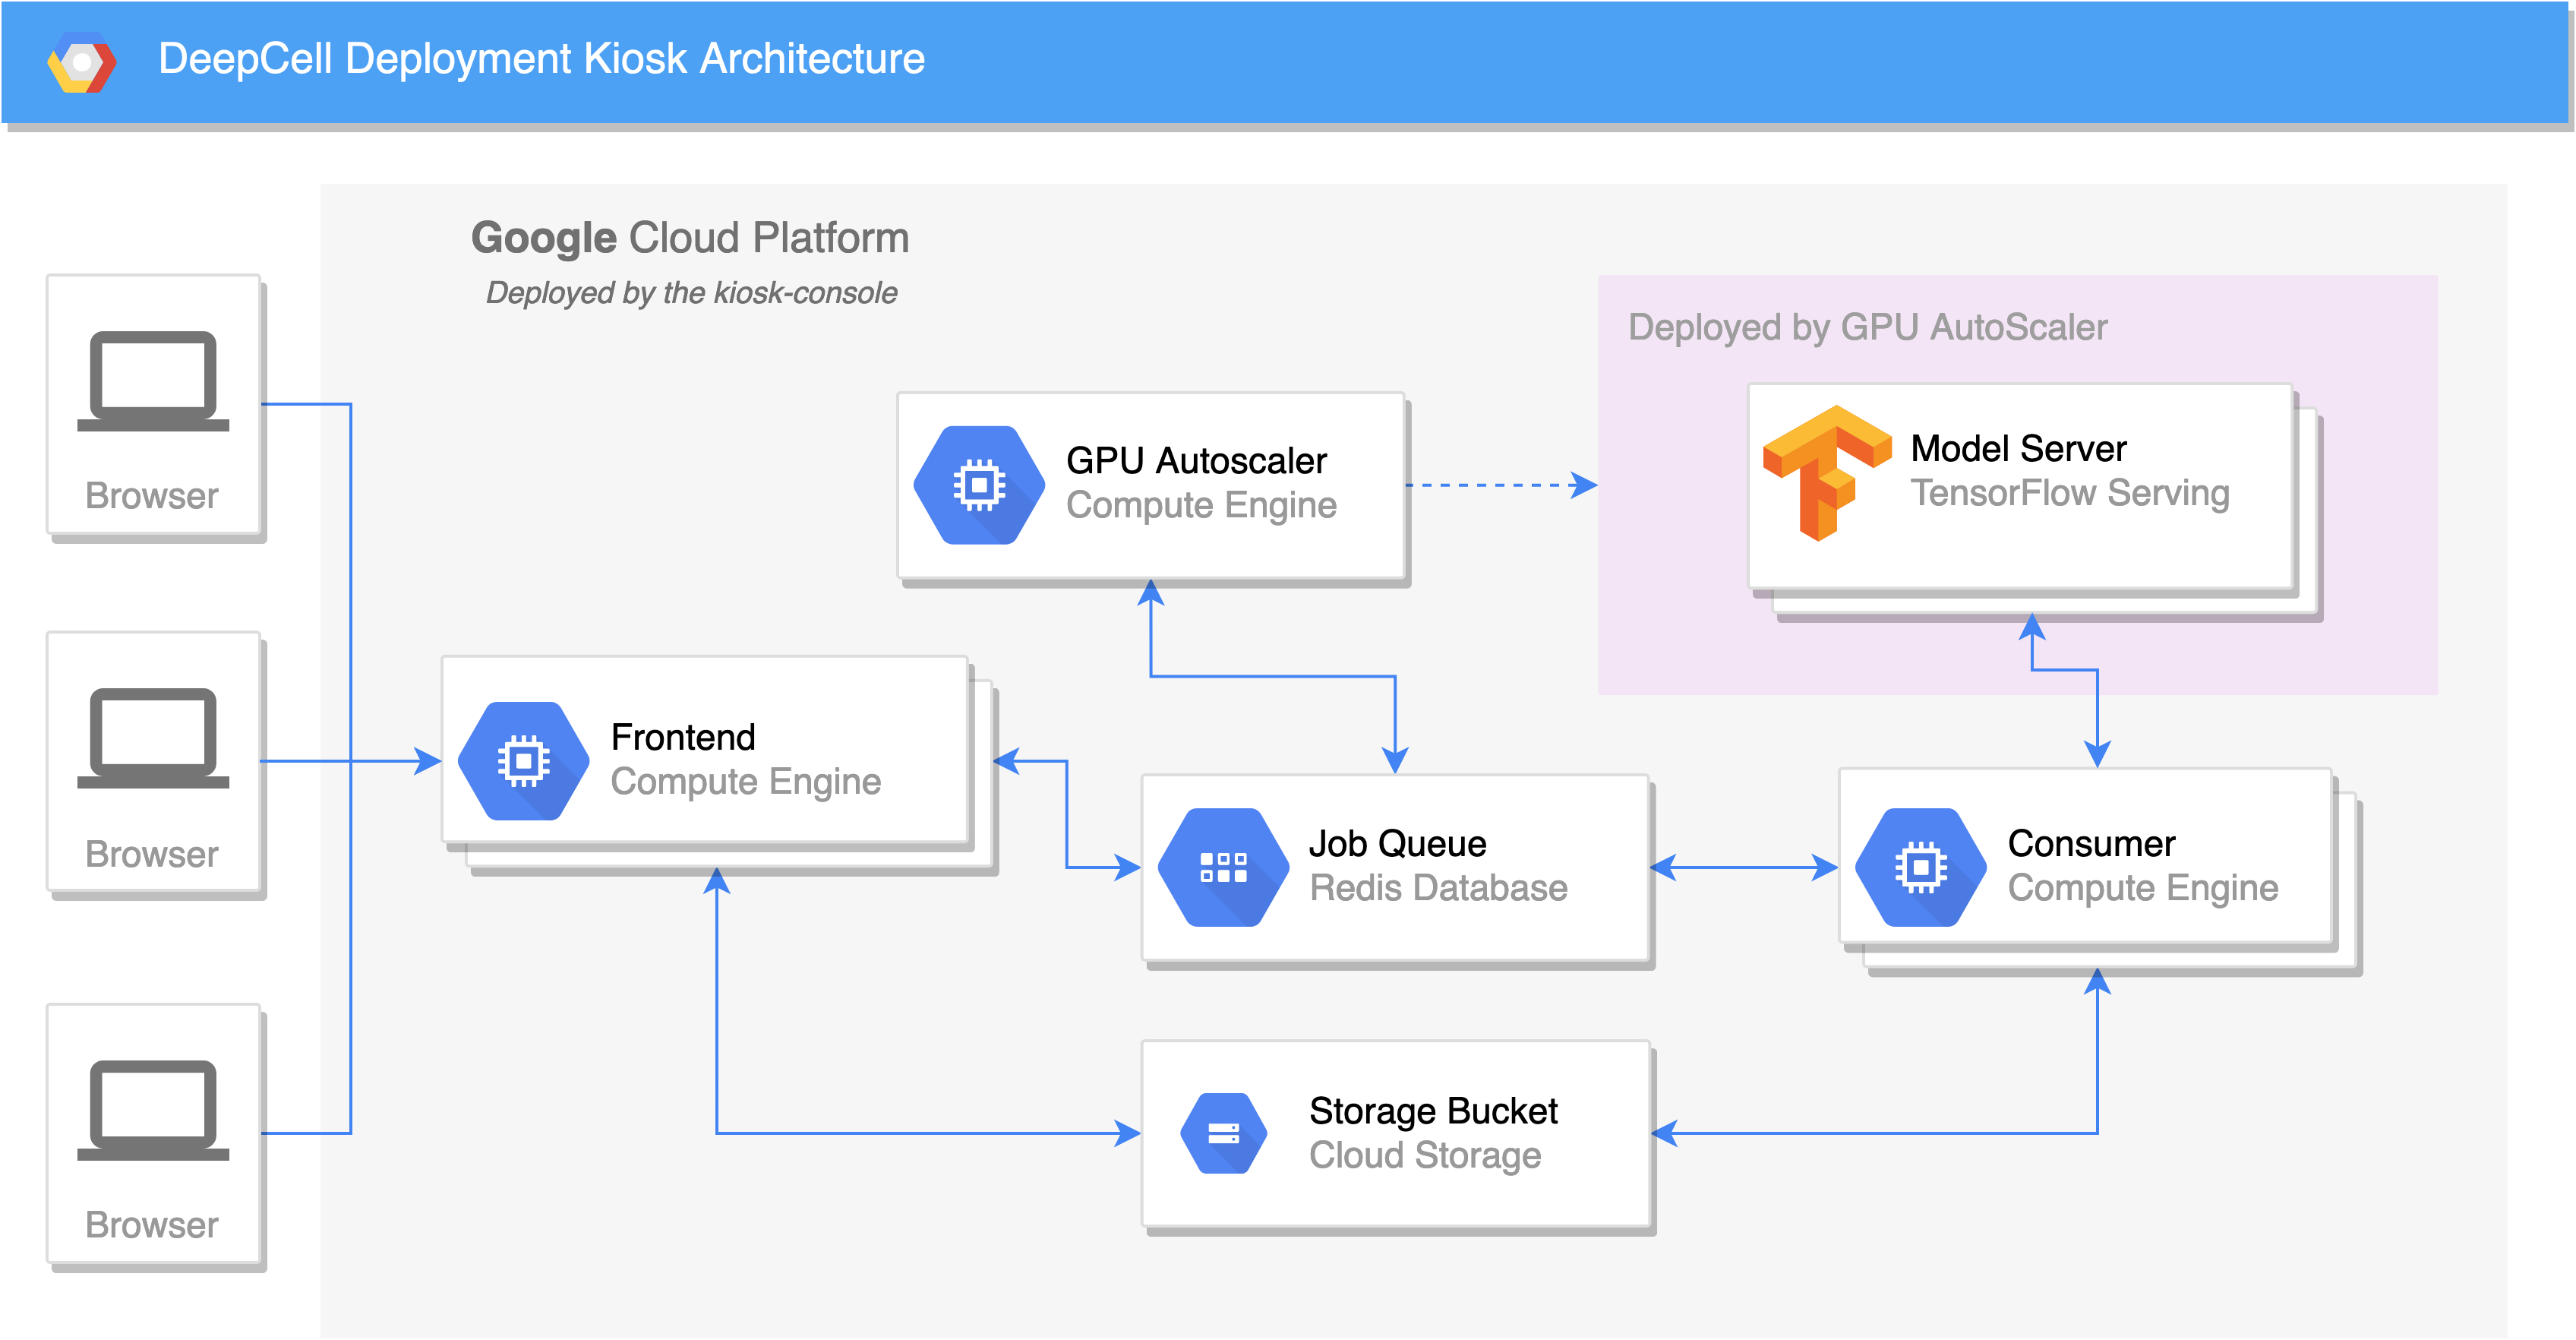 DeepCell Deployment Kiosk Architecture
Google Cloud Platform
Deployed by the kiosk-console
Browser
Browser
Browser
Deployed by GPU AutoScaler
GPU Autoscaler
Compute Engine
Model Server
TensorFlow Serving
Frontend
Compute Engine
Job Queue
Redis Database
Consumer
Compute Engine
Storage Bucket
Cloud Storage